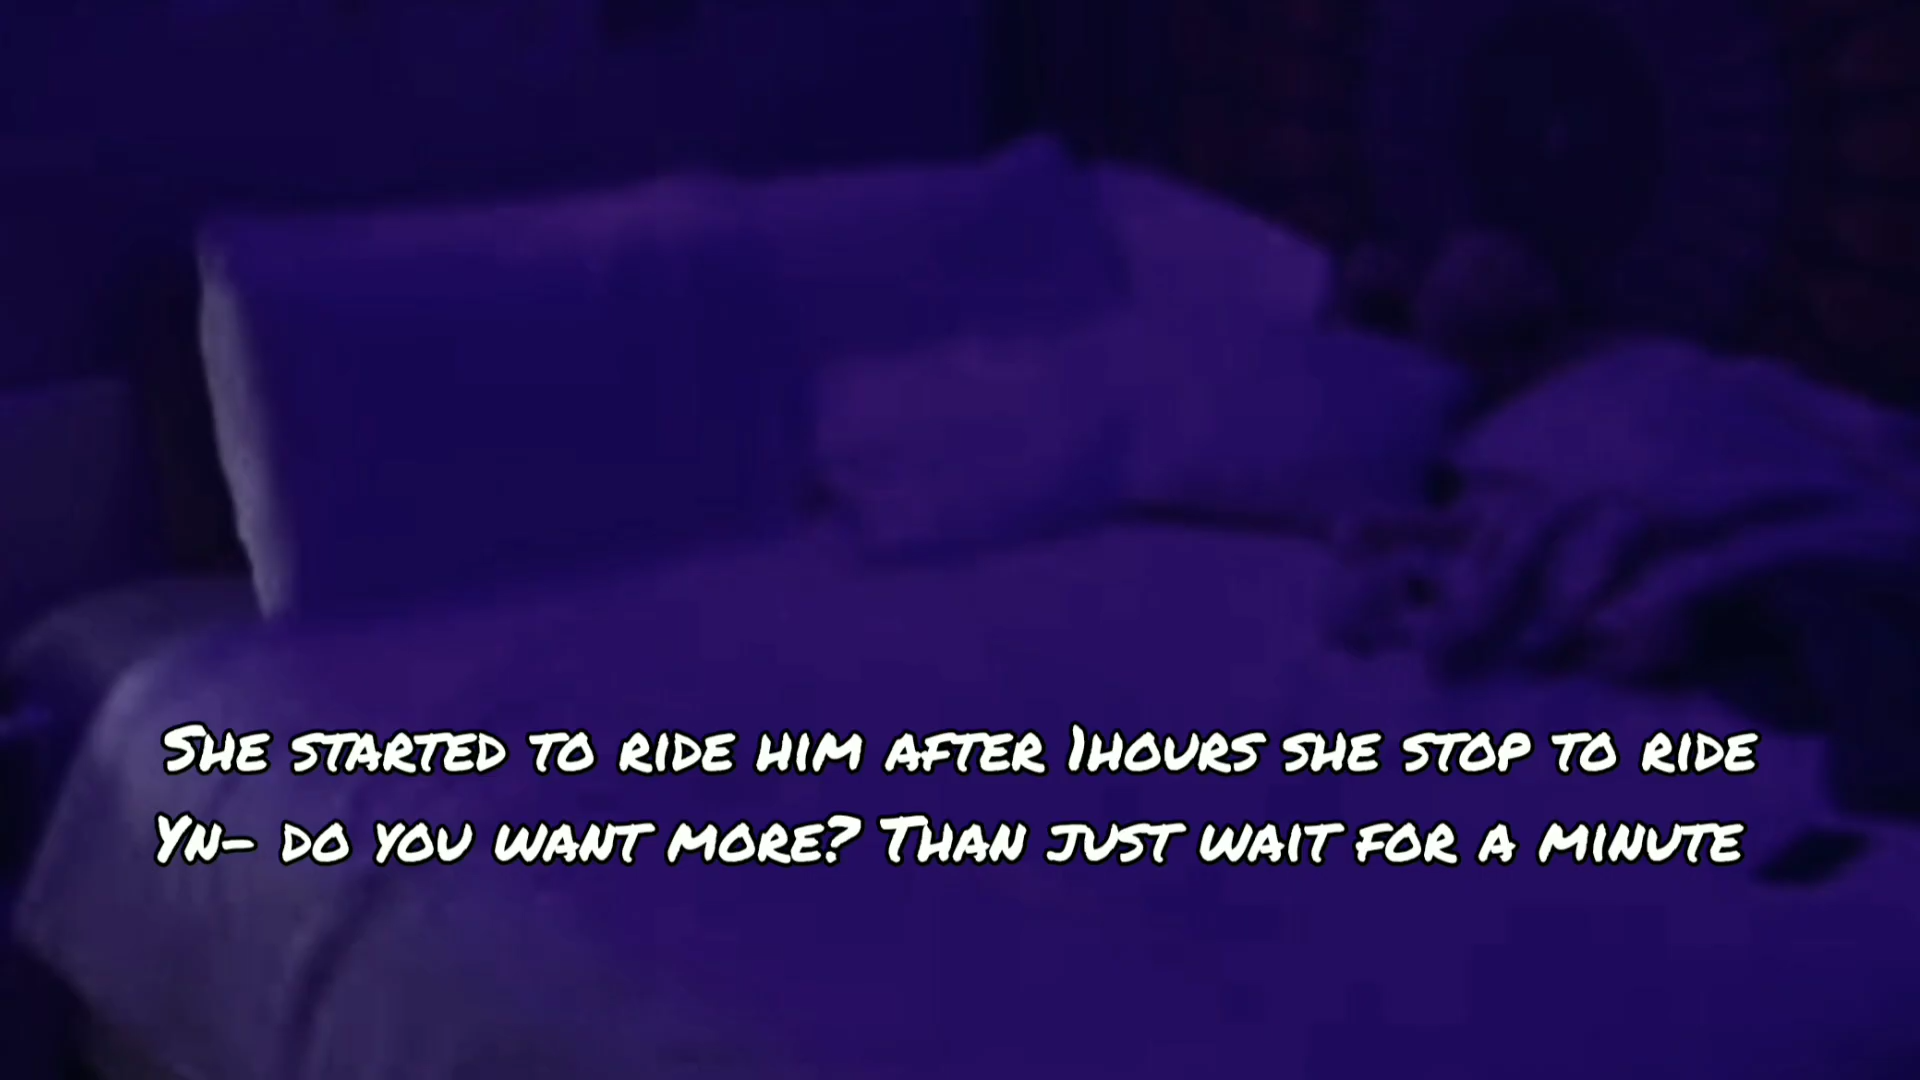 She started to ride him after 1hours she stop to ride
Yn- do you want more? Than just wait for a minute